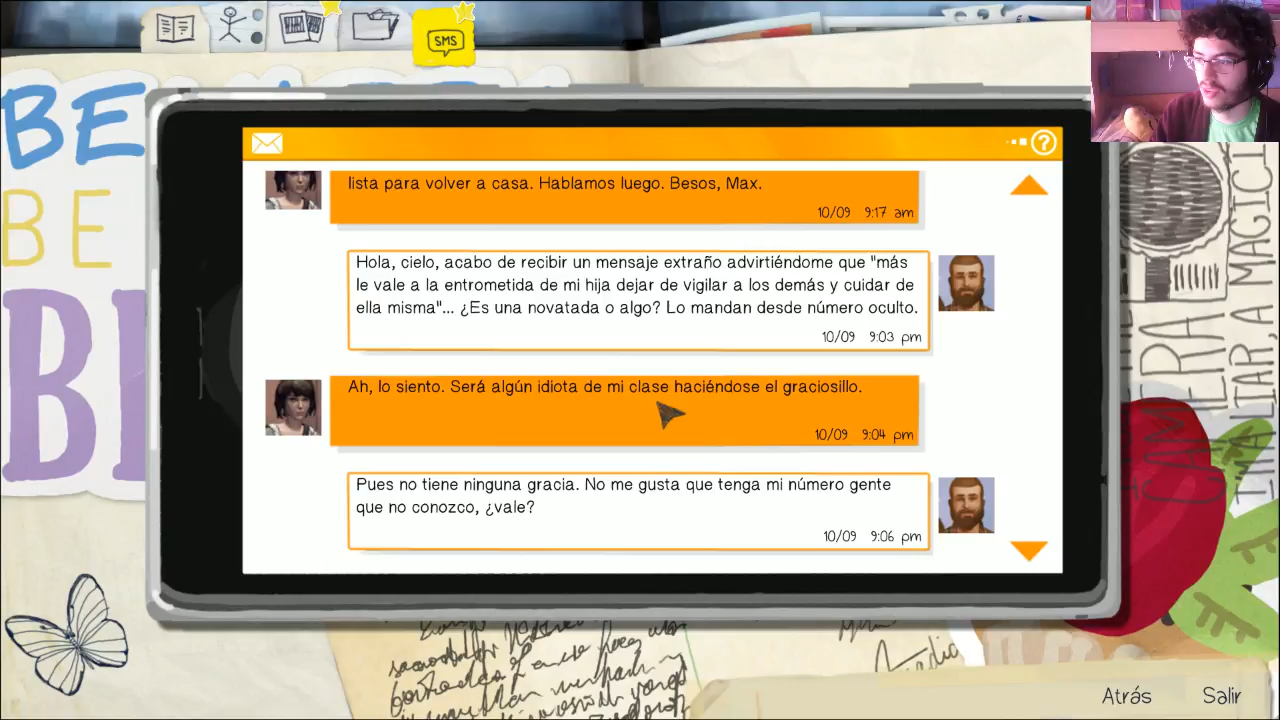 SMS
BE
BE
lista para volver a casa. Hablamos luego. Besos, Max.
10/09 9:17 am
Hola, cielo, acabo de recibir un mensaje extraño advirtiéndome que "más
le vale a la entrometida de mi hija dejar de vigilar a los demás y cuidar de
ella misma"... ¿Es una novatada o algo? Lo mandan desde número oculto.
10/09 9:03 pm
Ah, lo siento. Será algún idiota de mi clase haciéndose el graciosillo.
10/09 9:04 pm
Pues no tiene ninguna gracia. No me gusta que tenga mi número gente
que no conozco, ¿vale?
10/09 9:06 pm
CAMERA
A MAGICI
Atrás Salir